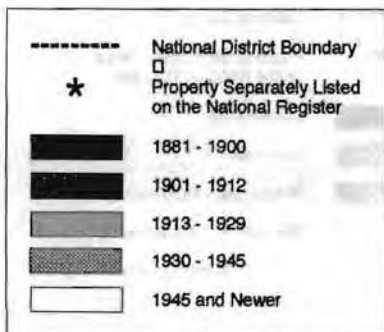 National District Boundary
Property Separately Listed
on the National Register
1881 - 1900
1901 - 1912
1913 - 1929
1930 - 1945
1945 and Newer